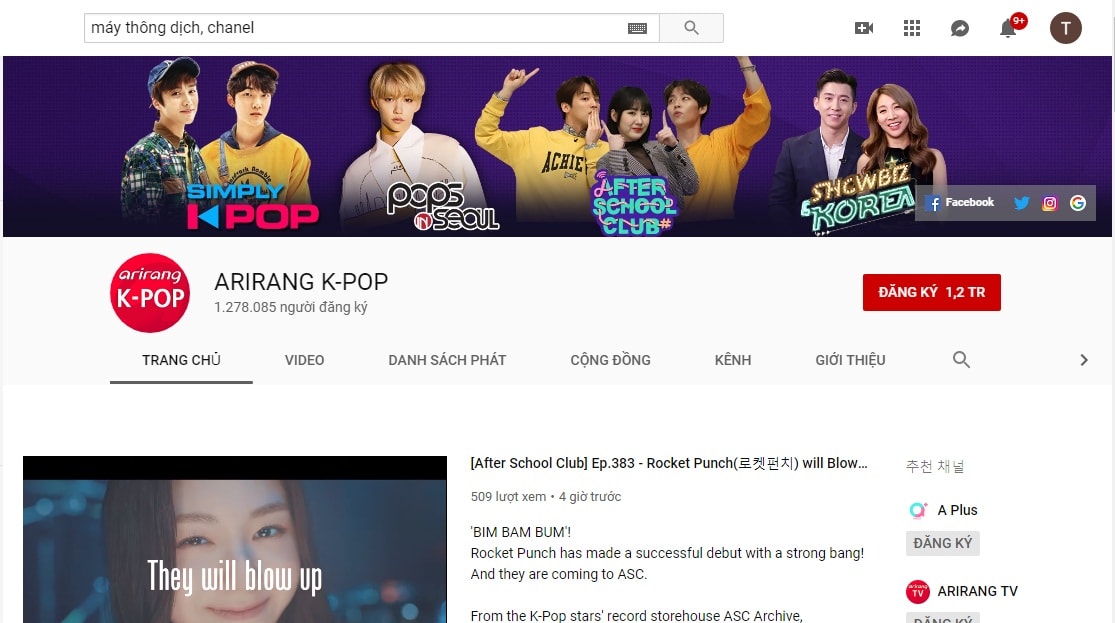 máy thông dịch, chanel
9+
T
SIMPLY
K-POP
pops
IN SEOUL
ACHIE
AFTER
SCHOOL
CLUB#
SHOWBIZ
KOREA
Facebook
arirang
K-POP
ARIRANG K-POP
1.278.085 người đăng ký
ĐĂNG KÝ 1,2 TR
TRANG CHỦ
VIDEO
DANH SÁCH PHÁT
CỘNG ĐỒNG
KÊNH
GIỚI THIỆU
They will blow up
[After School Club] Ep.383 - Rocket Punch(로켓펀치) will Blow…
509 lượt xem • 4 giờ trước
'BIM BAM BUM'!
Rocket Punch has made a successful debut with a strong bang!
And they are coming to ASC.
From the K-Pop stars' record storehouse ASC Archive,
추천 채널
A Plus
ĐĂNG KÝ
arirang
TV
ARIRANG TV
ĐĂNG KÝ